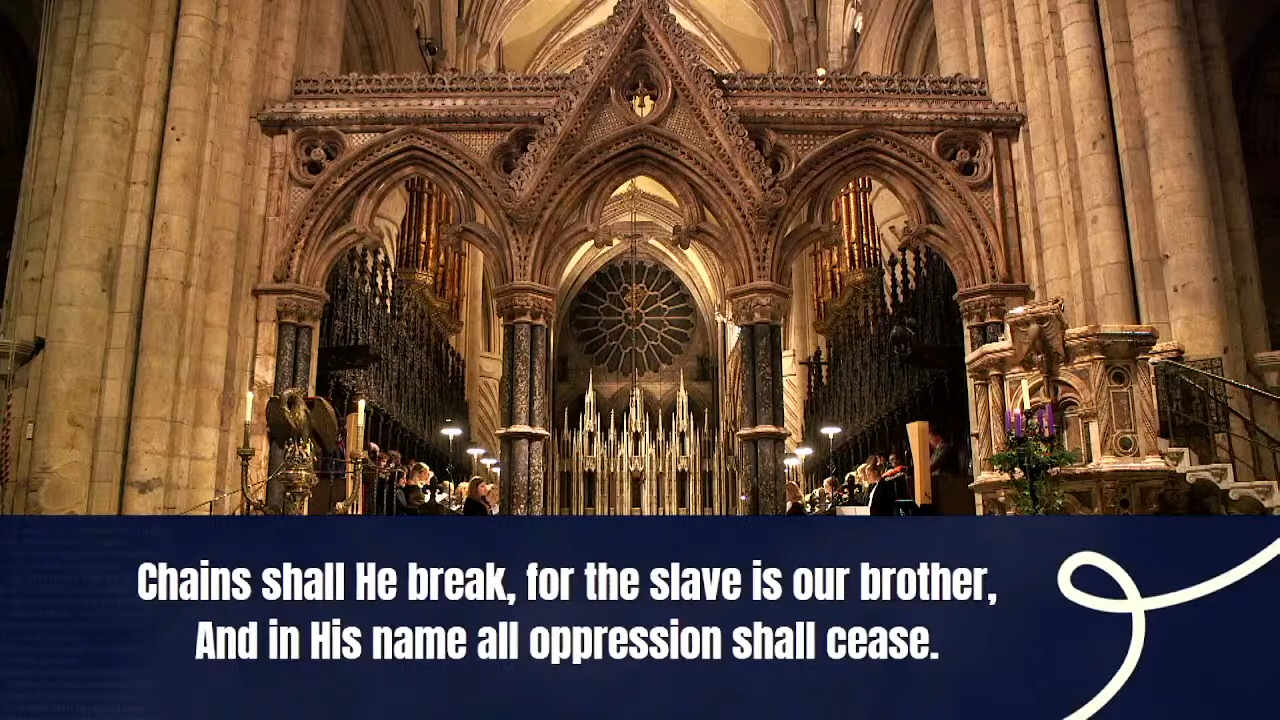 Chains shall He break, for the slave is our brother,
And in His name all oppression shall cease.